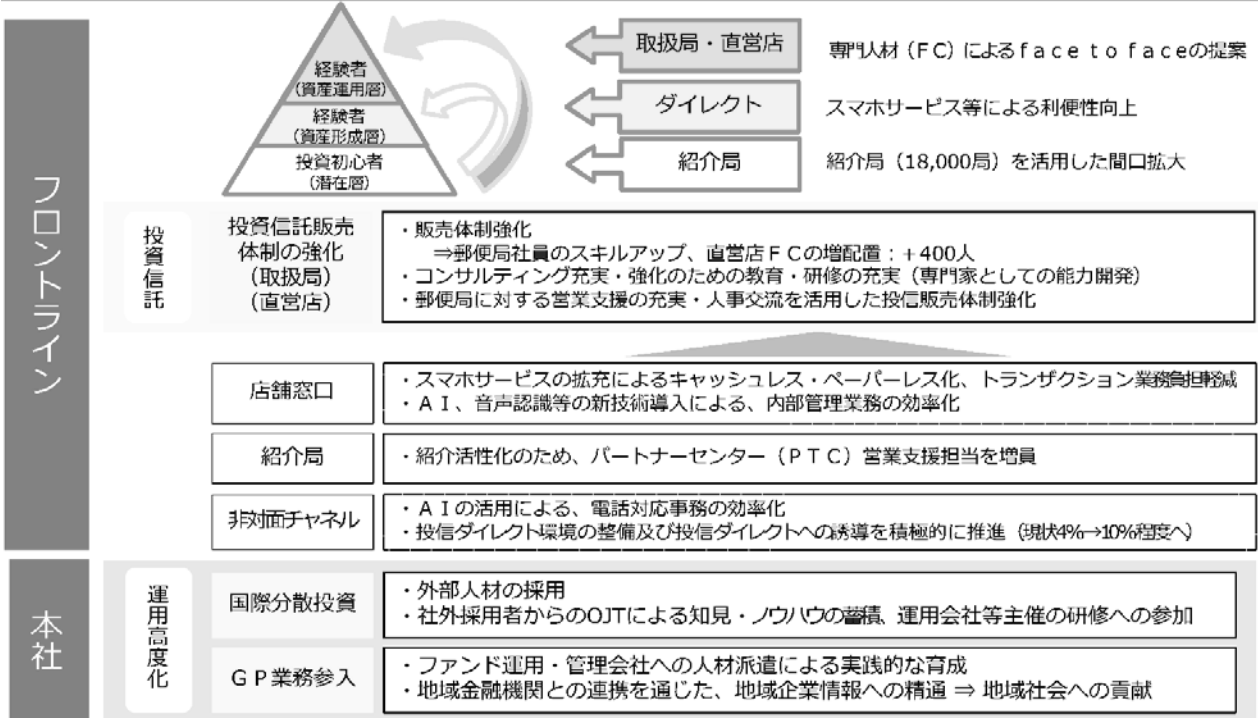 フロントライン
経験者
(資産運用層)
経験者
(資産形成層)
投資初心者
(潜在層)
取扱局・直営店
専門人材(FC)によるface to faceの提案
ダイレクト
スマホサービス等による利便性向上
紹介局
紹介局(18,000局)を活用した間口拡大
投資信託
投資信託販売
体制の強化
(取扱局)
(直営店)
・販売体制強化
⇒郵便局社員のスキルアップ、直営店FCの増配置:+400人
・コンサルティング充実・強化のための教育・研修の充実(専門家としての能力開発)
・郵便局に対する営業支援の充実・人事交流を活用した投信販売体制強化
店舗窓口
・スマホサービスの拡充によるキャッシュレス・ペーパーレス化、トランザクション業務負担軽減
・AI、音声認識等の新技術導入による、内部管理業務の効率化
紹介局
・紹介活性化のため、パートナーセンター(PTC)営業支援担当を増員
非対面チャネル
・AIの活用による、電話対応事務の効率化
・投信ダイレクト環境の整備及び投信ダイレクトへの誘導を積極的に推進(現状4%→10%程度へ)
本社
運用高度化
国際分散投資
・外部人材の採用
・社外採用者からのOJTによる知見・ノウハウの蓄積、運用会社等主催の研修への参加
GP業務参入
・ファンド運用・管理会社への人材派遣による実践的な育成
・地域金融機関との連携を通じた、地域企業情報への精通 ⇒ 地域社会への貢献